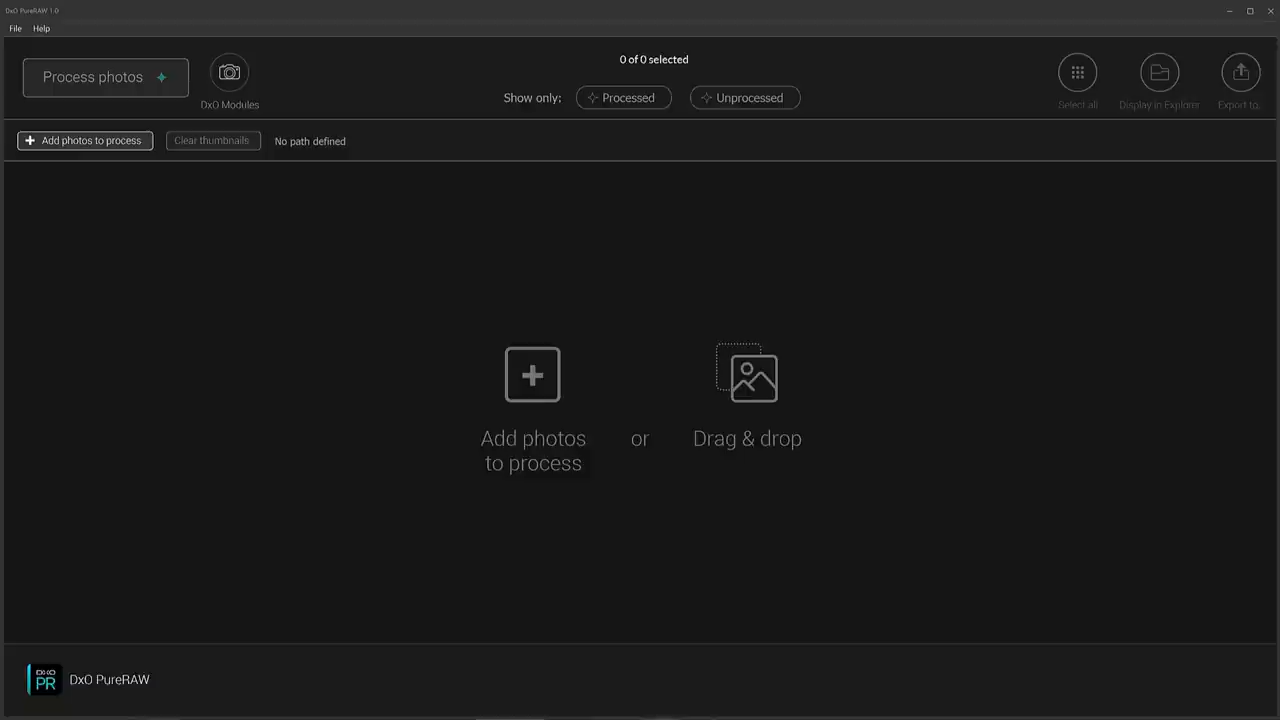 DxO PureRAW 1.0
File Help
Process photos
DxO Modules
0 of 0 selected
Show only: Processed Unprocessed
Select all
Display in Explorer
Export to
Add photos to process
Clear thumbnails
No path defined
Add photos
to process
or
Drag & drop
DxO
PR
DxO PureRAW